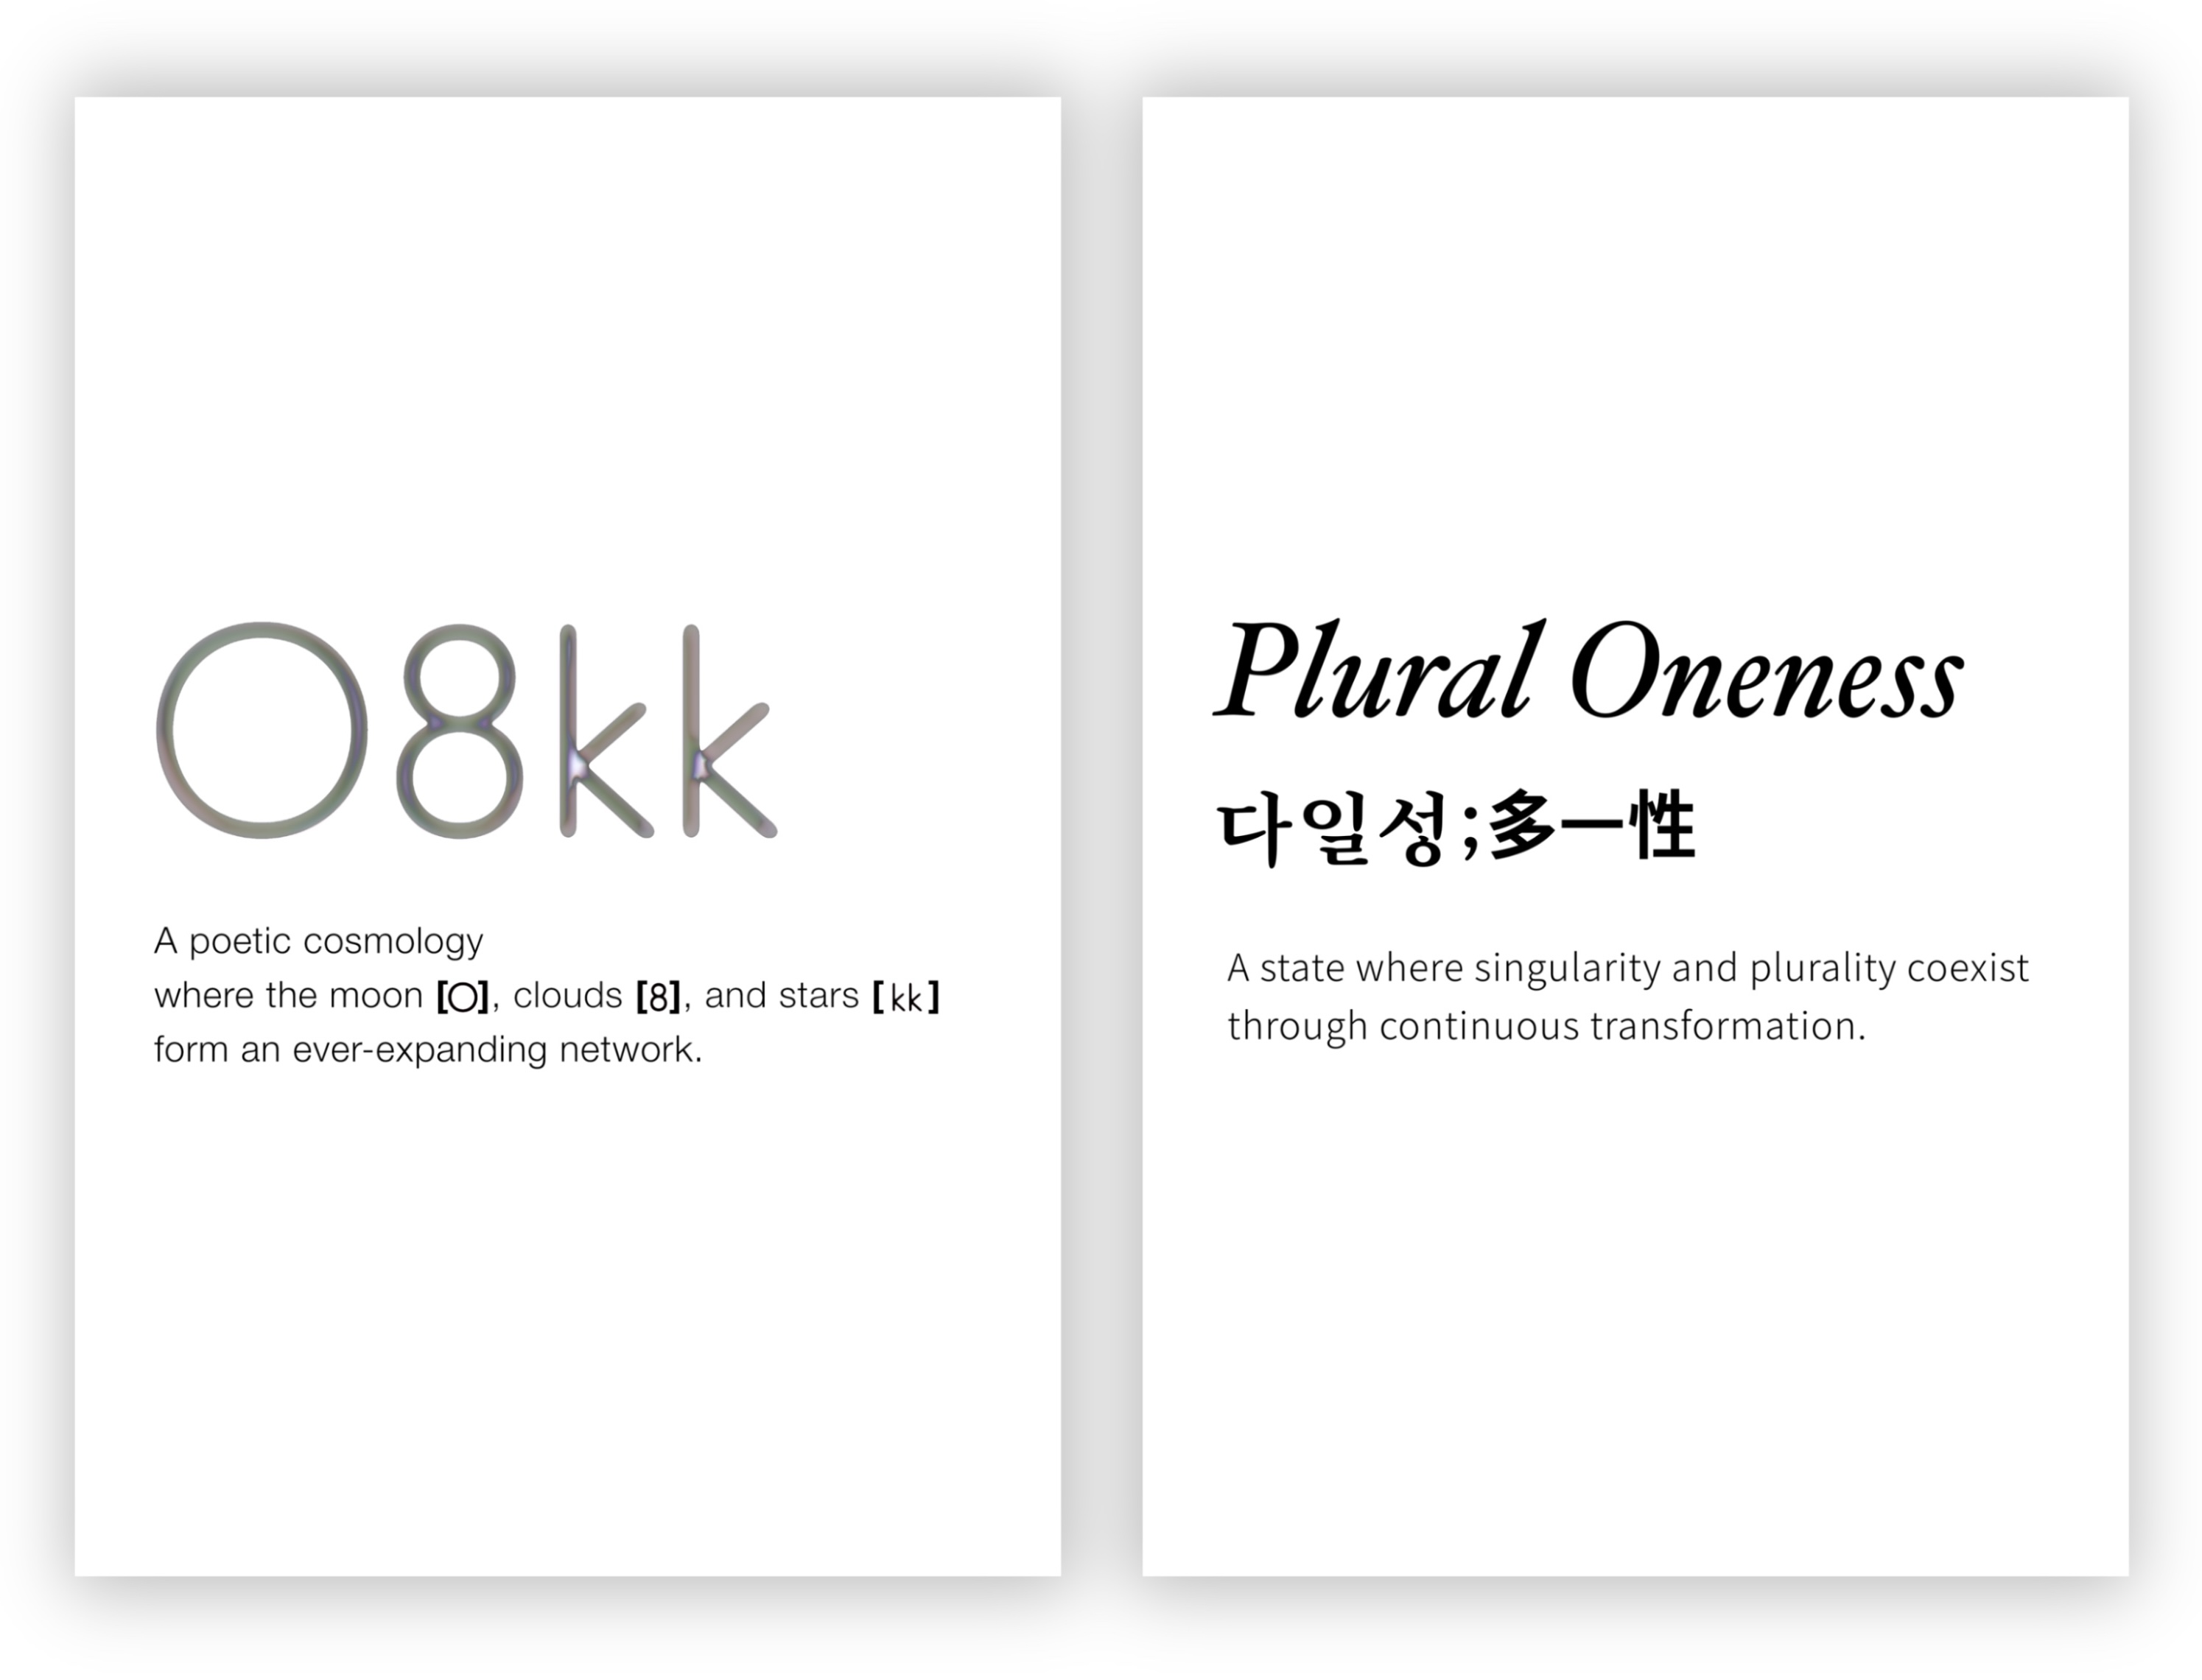 O8kk
A poetic cosmology
where the moon [O], clouds [8], and stars [kk]
form an ever-expanding network.
Plural Oneness
다일성;多一性
A state where singularity and plurality coexist
through continuous transformation.